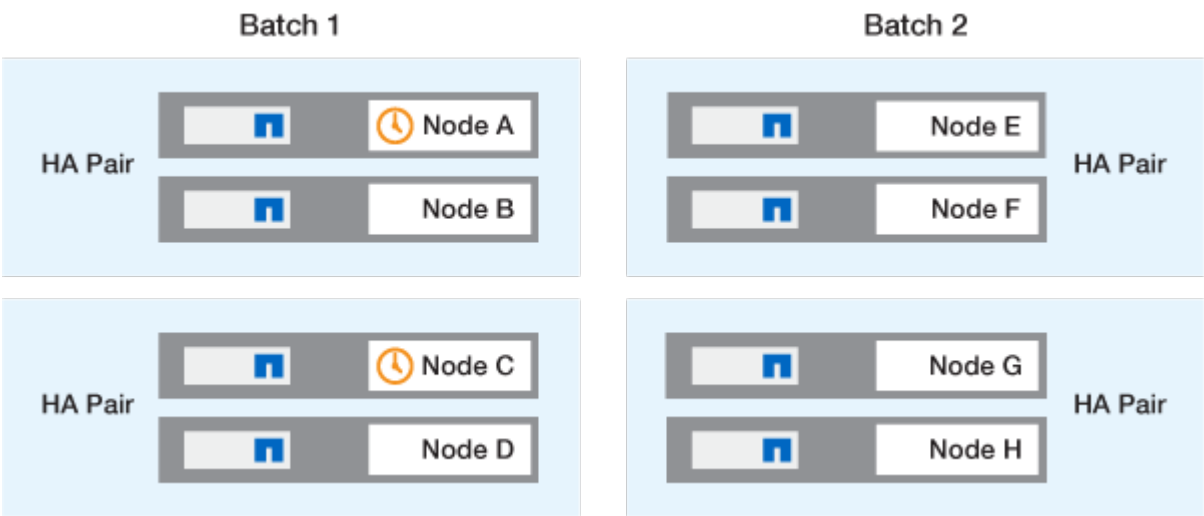 Batch 1
HA Pair
Node A
Node B
HA Pair
Node C
Node D
Batch 2
Node E
Node F
HA Pair
Node G
Node H
HA Pair